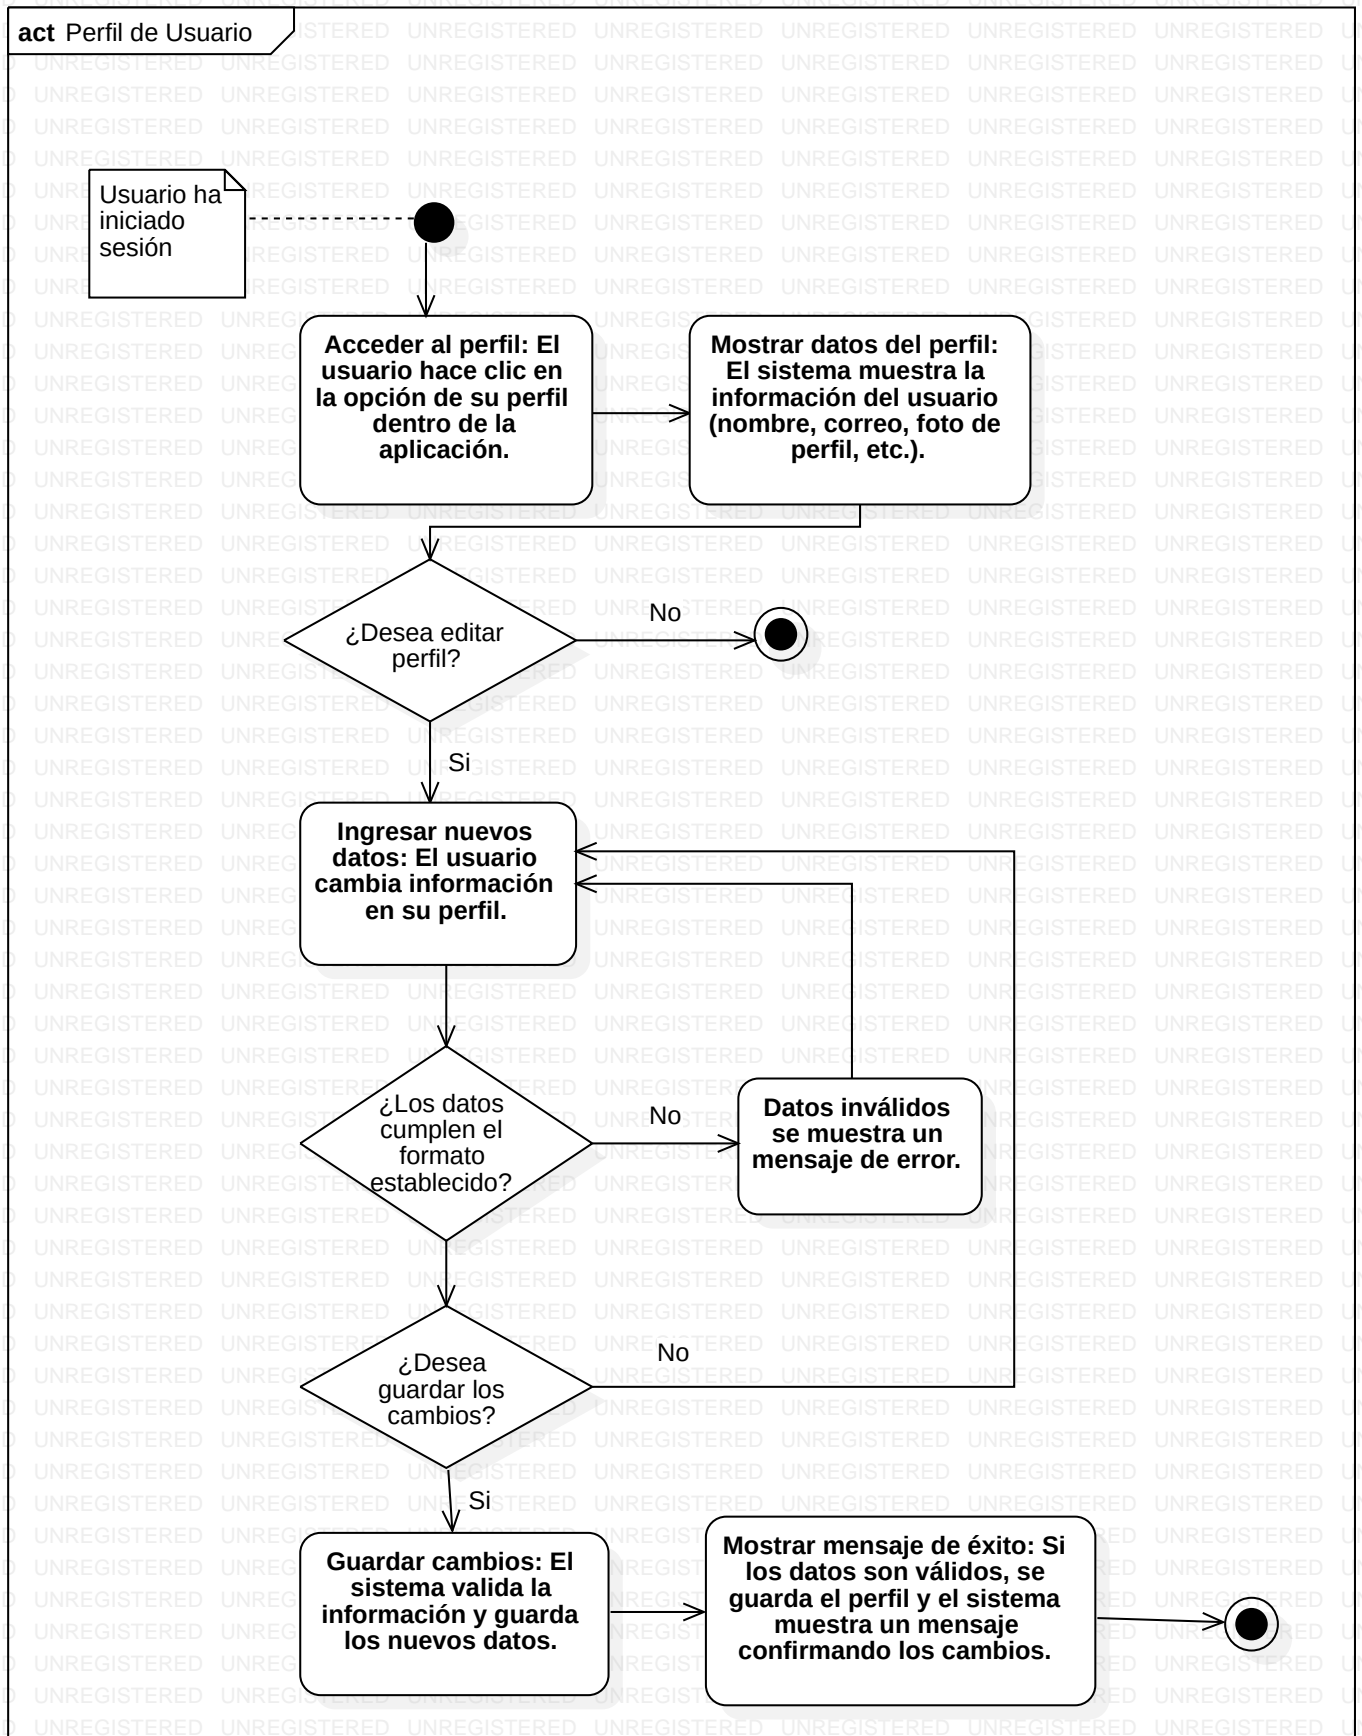 act Perfil de Usuario
Usuario ha
iniciado
sesión
Acceder al perfil: El
usuario hace clic en
la opción de su perfil
dentro de la
aplicación.
Mostrar datos del perfil:
El sistema muestra la
información del usuario
(nombre, correo, foto de
perfil, etc.).
¿Desea editar
perfil?
No
Si
Ingresar nuevos
datos: El usuario
cambia información
en su perfil.
¿Los datos
cumplen el
formato
establecido?
No
Datos inválidos
se muestra un
mensaje de error.
¿Desea
guardar los
cambios?
No
Si
Guardar cambios: El
sistema valida la
información y guarda
los nuevos datos.
Mostrar mensaje de éxito: Si
los datos son válidos, se
guarda el perfil y el sistema
muestra un mensaje
confirmando los cambios.
UNREGISTERED